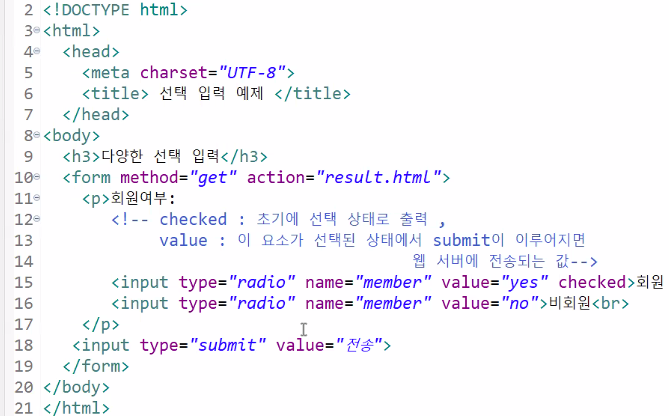 2 <!DOCTYPE html>
3 <html>
4 <head>
5 <meta charset="UTF-8">
6 <title> 선택 입력 예제 </title>
7 </head>
8 <body>
9 <h3>다양한 선택 입력</h3>
10 <form method="get" action="result.html">
11 <p>회원여부:
12 <!-- checked : 초기에 선택 상태로 출력 ,
13 value : 이 요소가 선택된 상태에서 submit이 이루어지면
14 웹 서버에 전송되는 값-->
15 <input type="radio" name="member" value="yes" checked>회원
16 <input type="radio" name="member" value="no">비회원<br>
17 </p>
18 <input type="submit" value="전송">
19 </form>
20 </body>
21 </html>